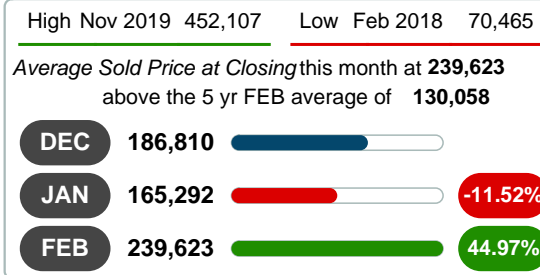 High Nov 2019 452,107 Low Feb 2018 70,465
Average Sold Price at Closing this month at 239,623
above the 5 yr FEB average of 130,058
DEC 186,810
JAN 165,292 -11.52%
FEB 239,623 44.97%